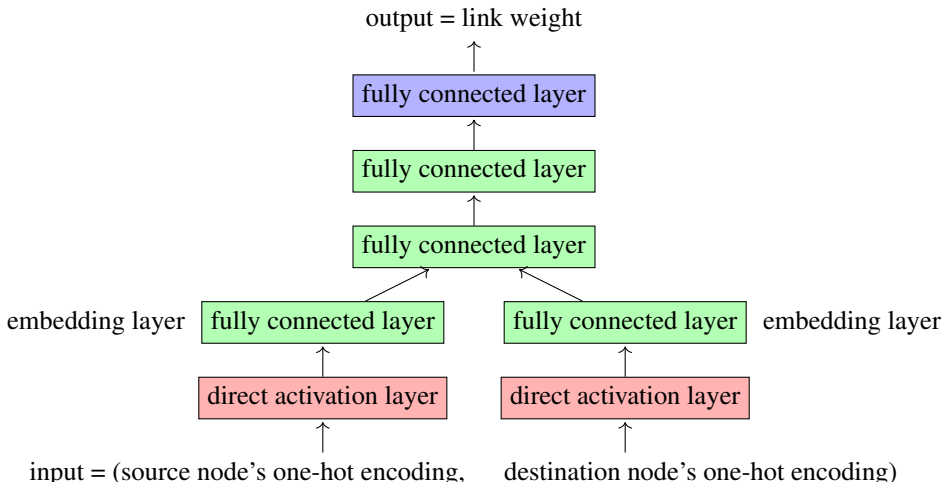 output = link weight
fully connected layer
fully connected layer
fully connected layer
embedding layer fully connected layer fully connected layer embedding layer
direct activation layer direct activation layer
input = (source node's one-hot encoding, destination node's one-hot encoding)